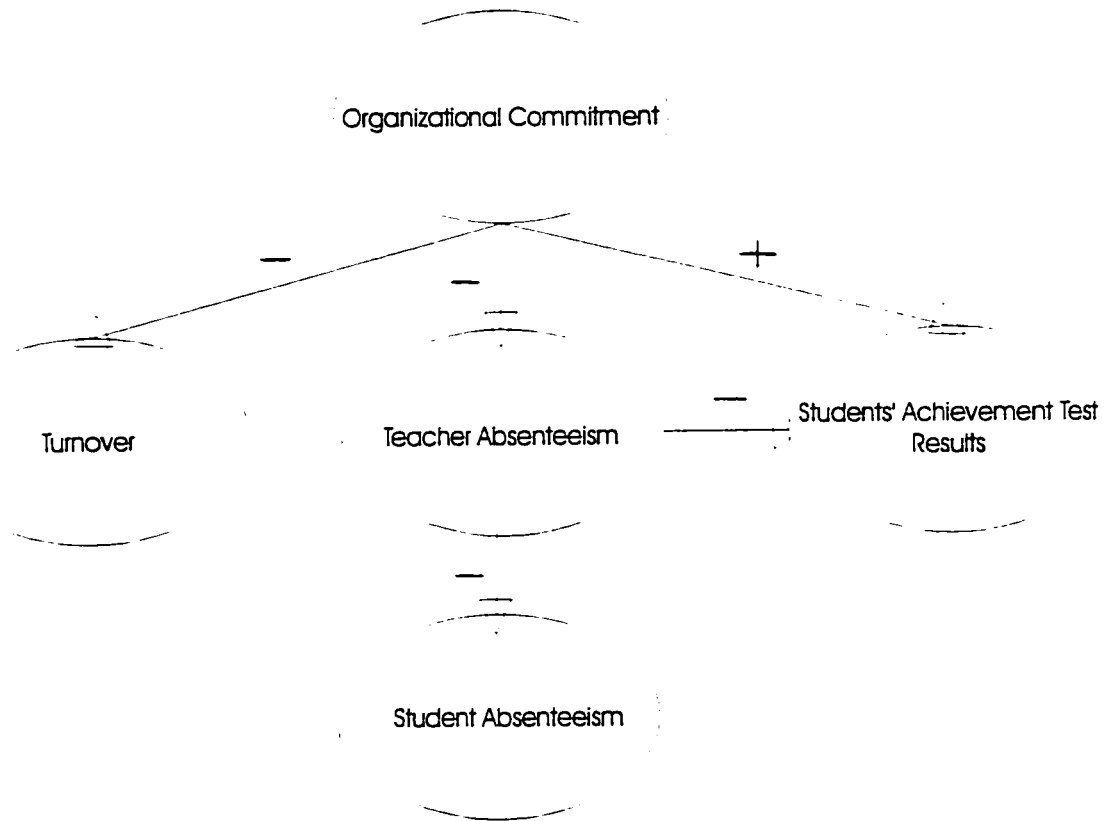 Organizational Commitment
−
+
−
Turnover
Teacher Absenteeism
−
Students' Achievement Test
Results
−
Student Absenteeism